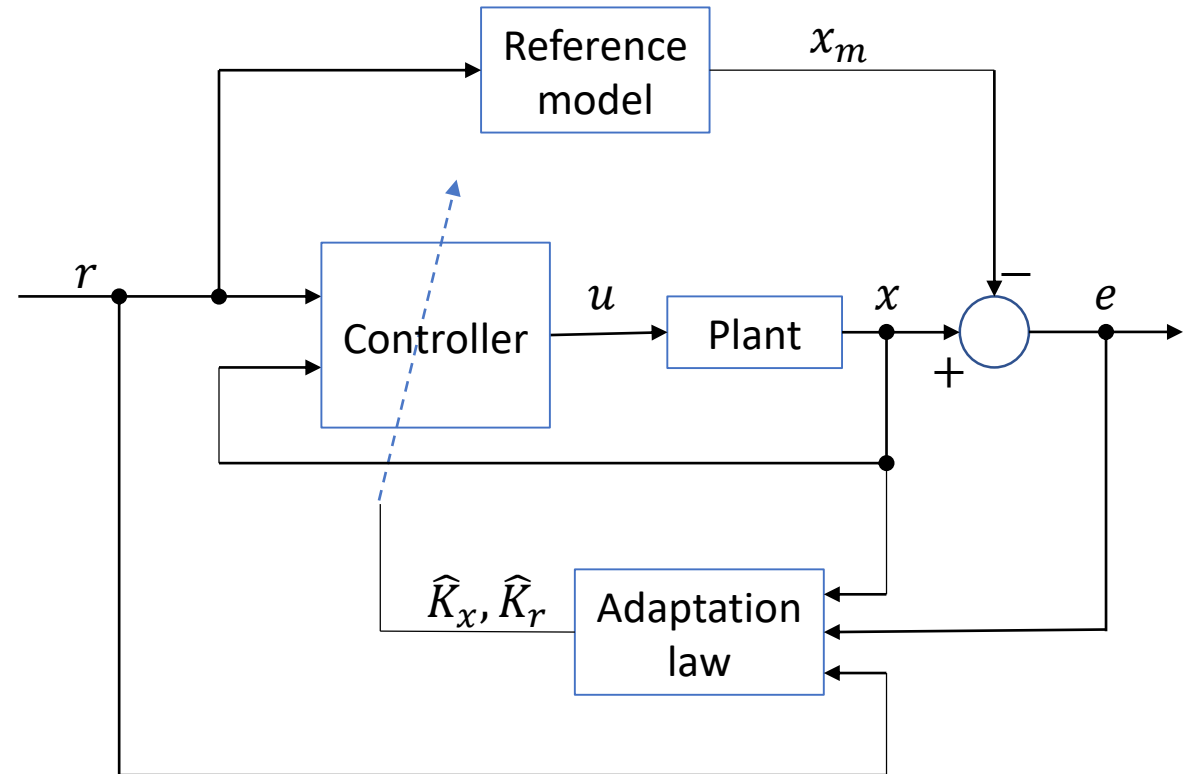 Reference
model
x_m
r
Controller
u
Plant
x
−
+
e
K̂_x, K̂_r
Adaptation
law